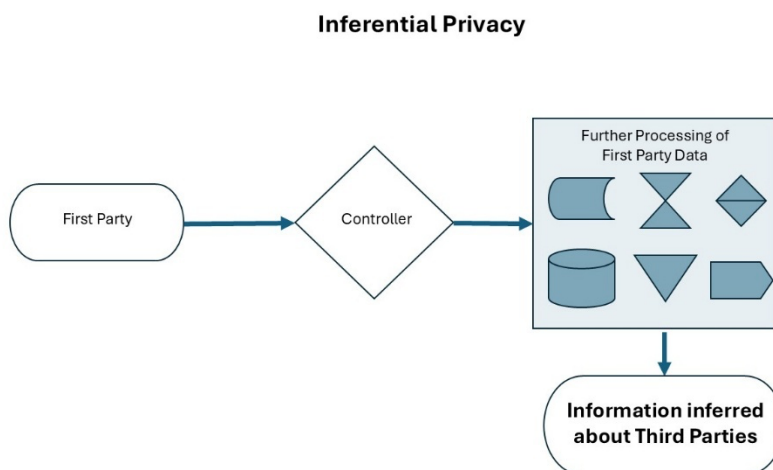 Inferential Privacy
First Party
Controller
Further Processing of
First Party Data
Information inferred
about Third Parties